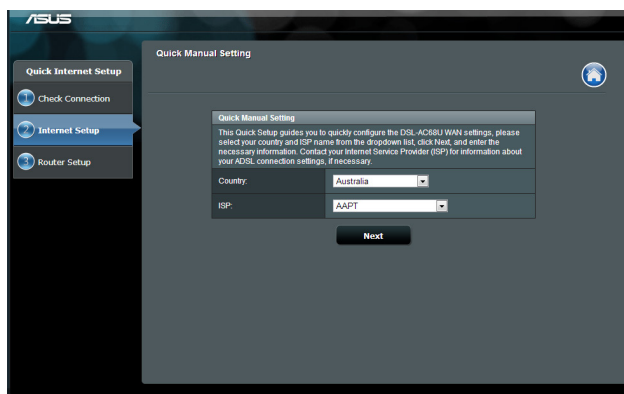 ASUS
Quick Internet Setup
1 Check Connection
2 Internet Setup
3 Router Setup
Quick Manual Setting
Quick Manual Setting
This Quick Setup guides you to quickly configure the DSL-AC68U WAN settings, please
select your country and ISP name from the dropdown list, click Next, and enter the
necessary information. Contact your Internet Service Provider (ISP) for information about
your ADSL connection settings, if necessary.
Country: Australia
ISP: AAPT
Next